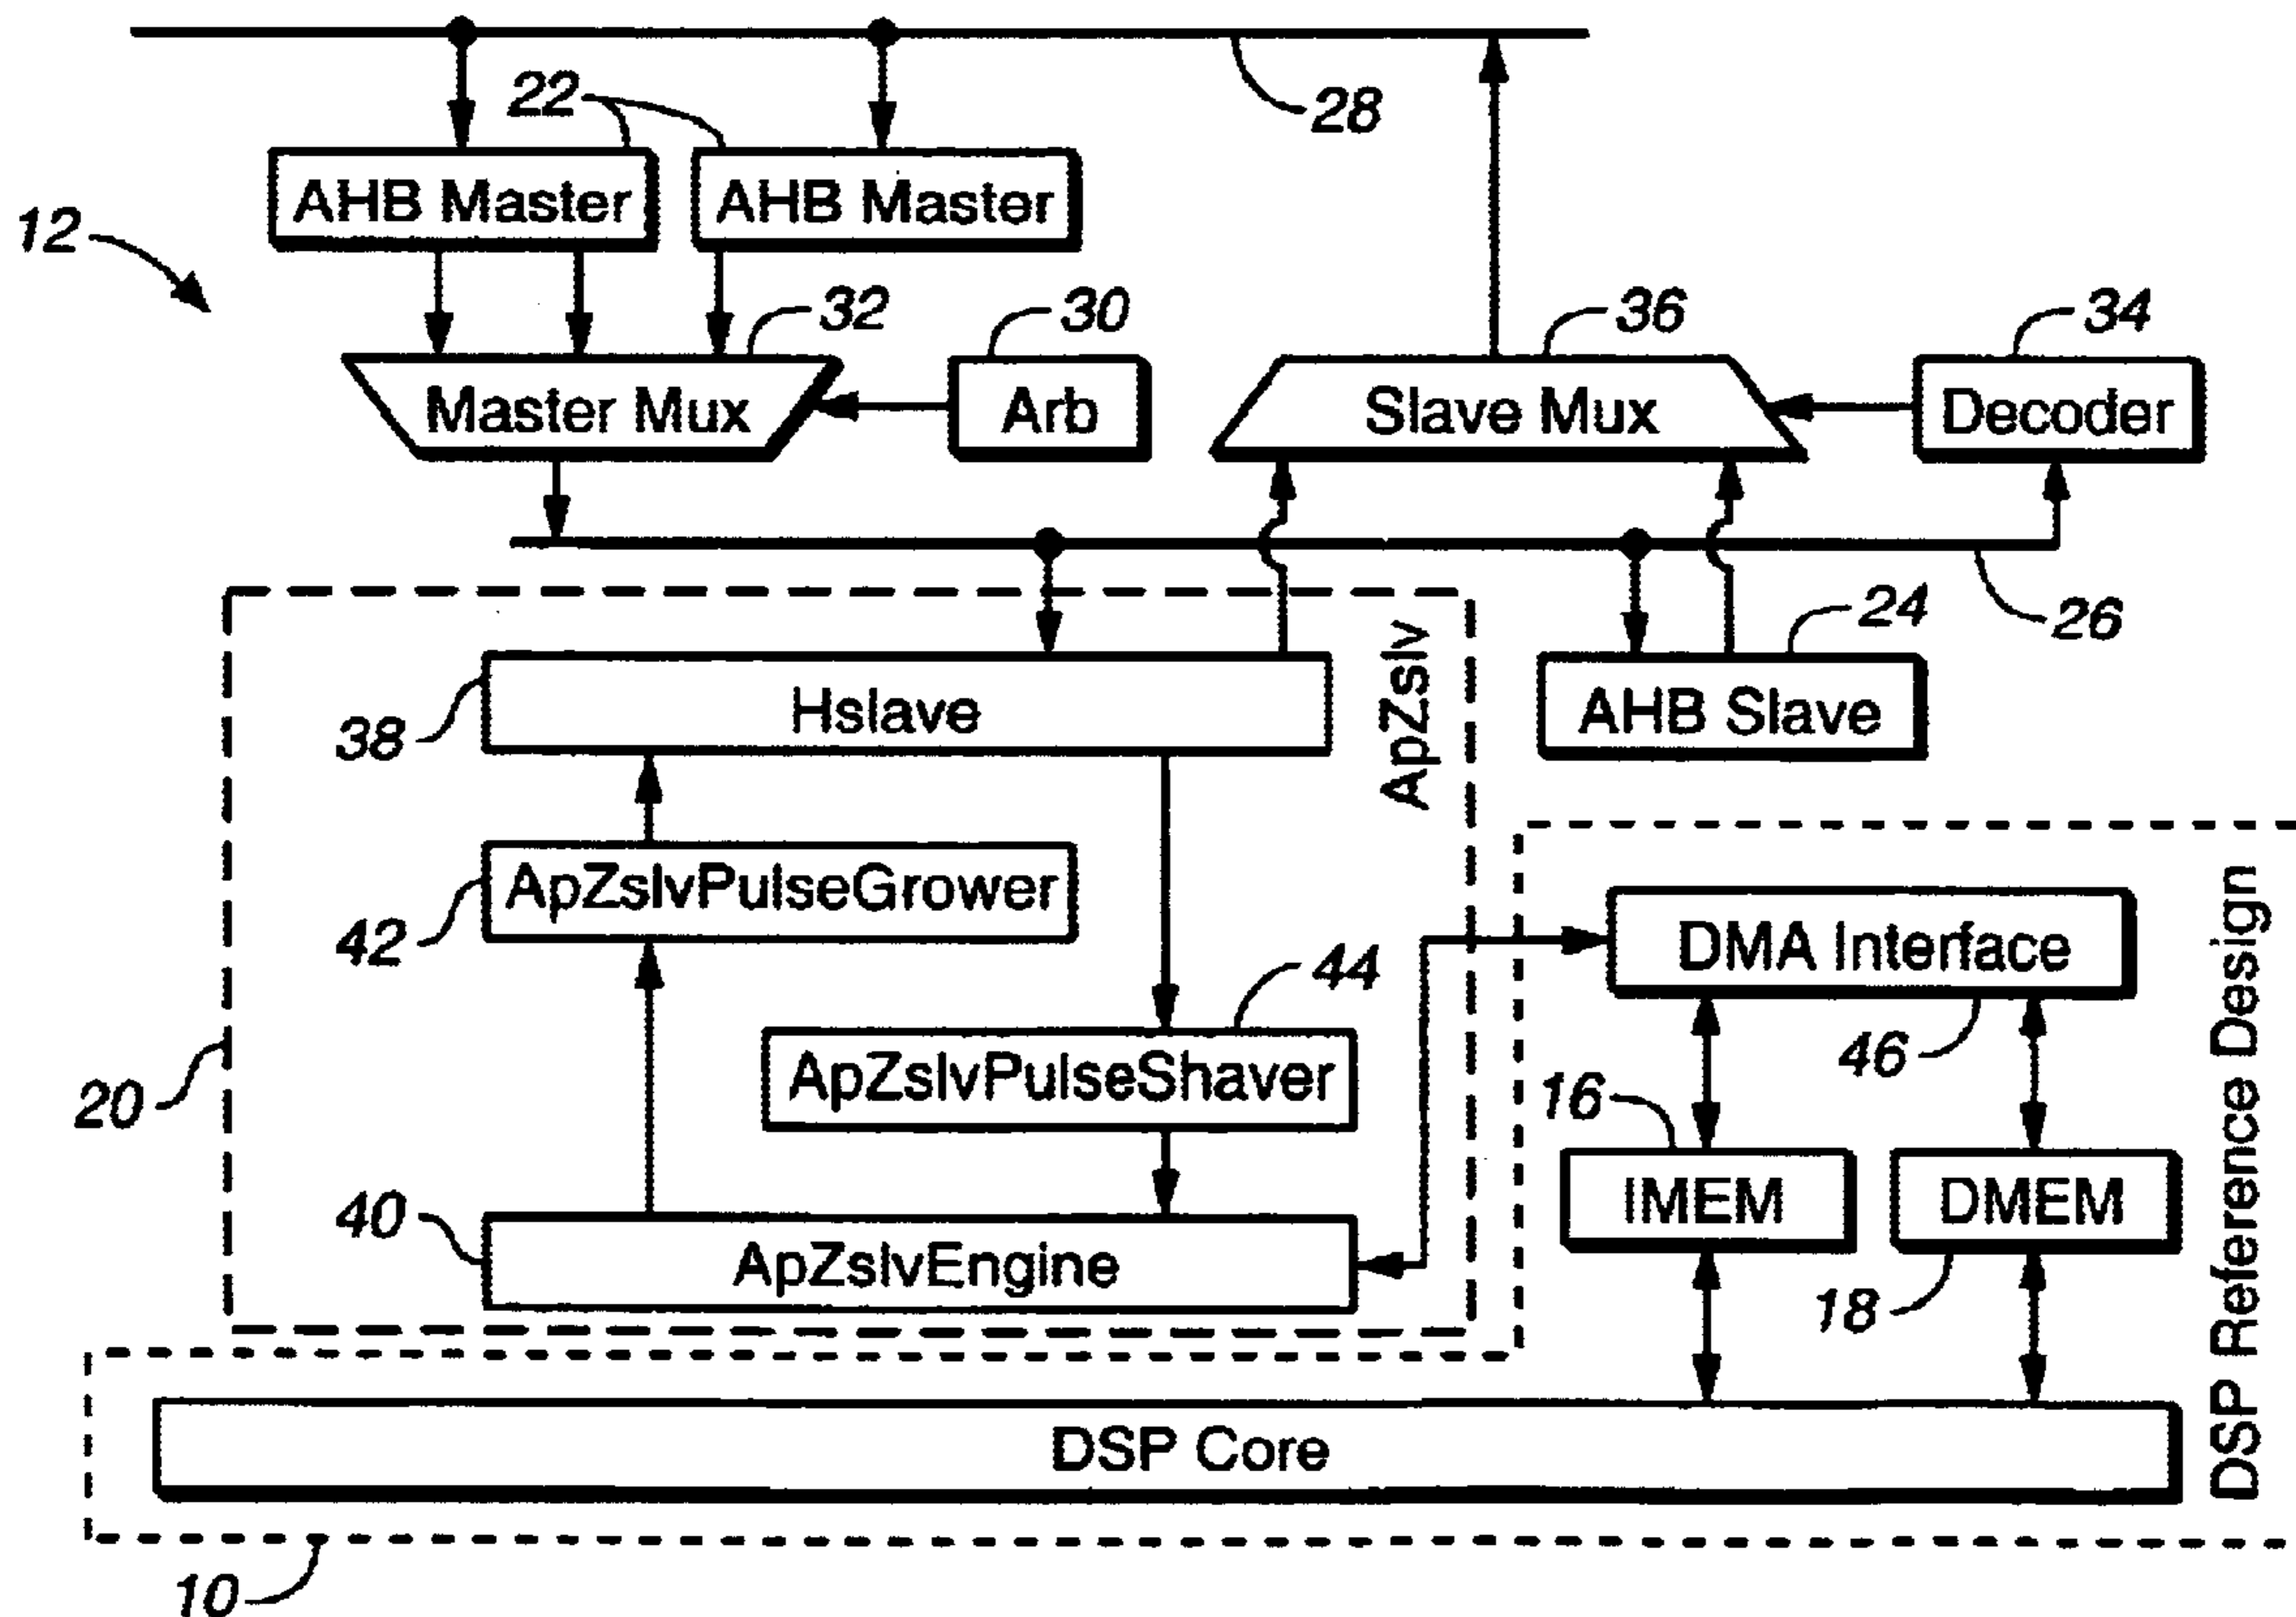 22
28
AHB Master
AHB Master
12
32
30
36
34
Master Mux
Arb
Slave Mux
Decoder
24
26
ApZslv
38
Hslave
AHB Slave
ApZslvPulseGrower
42
DMA Interface
44
46
20
ApZslvPulseShaver
16
DSP Reference Design
IMEM
DMEM
40
ApZslvEngine
18
DSP Core
10